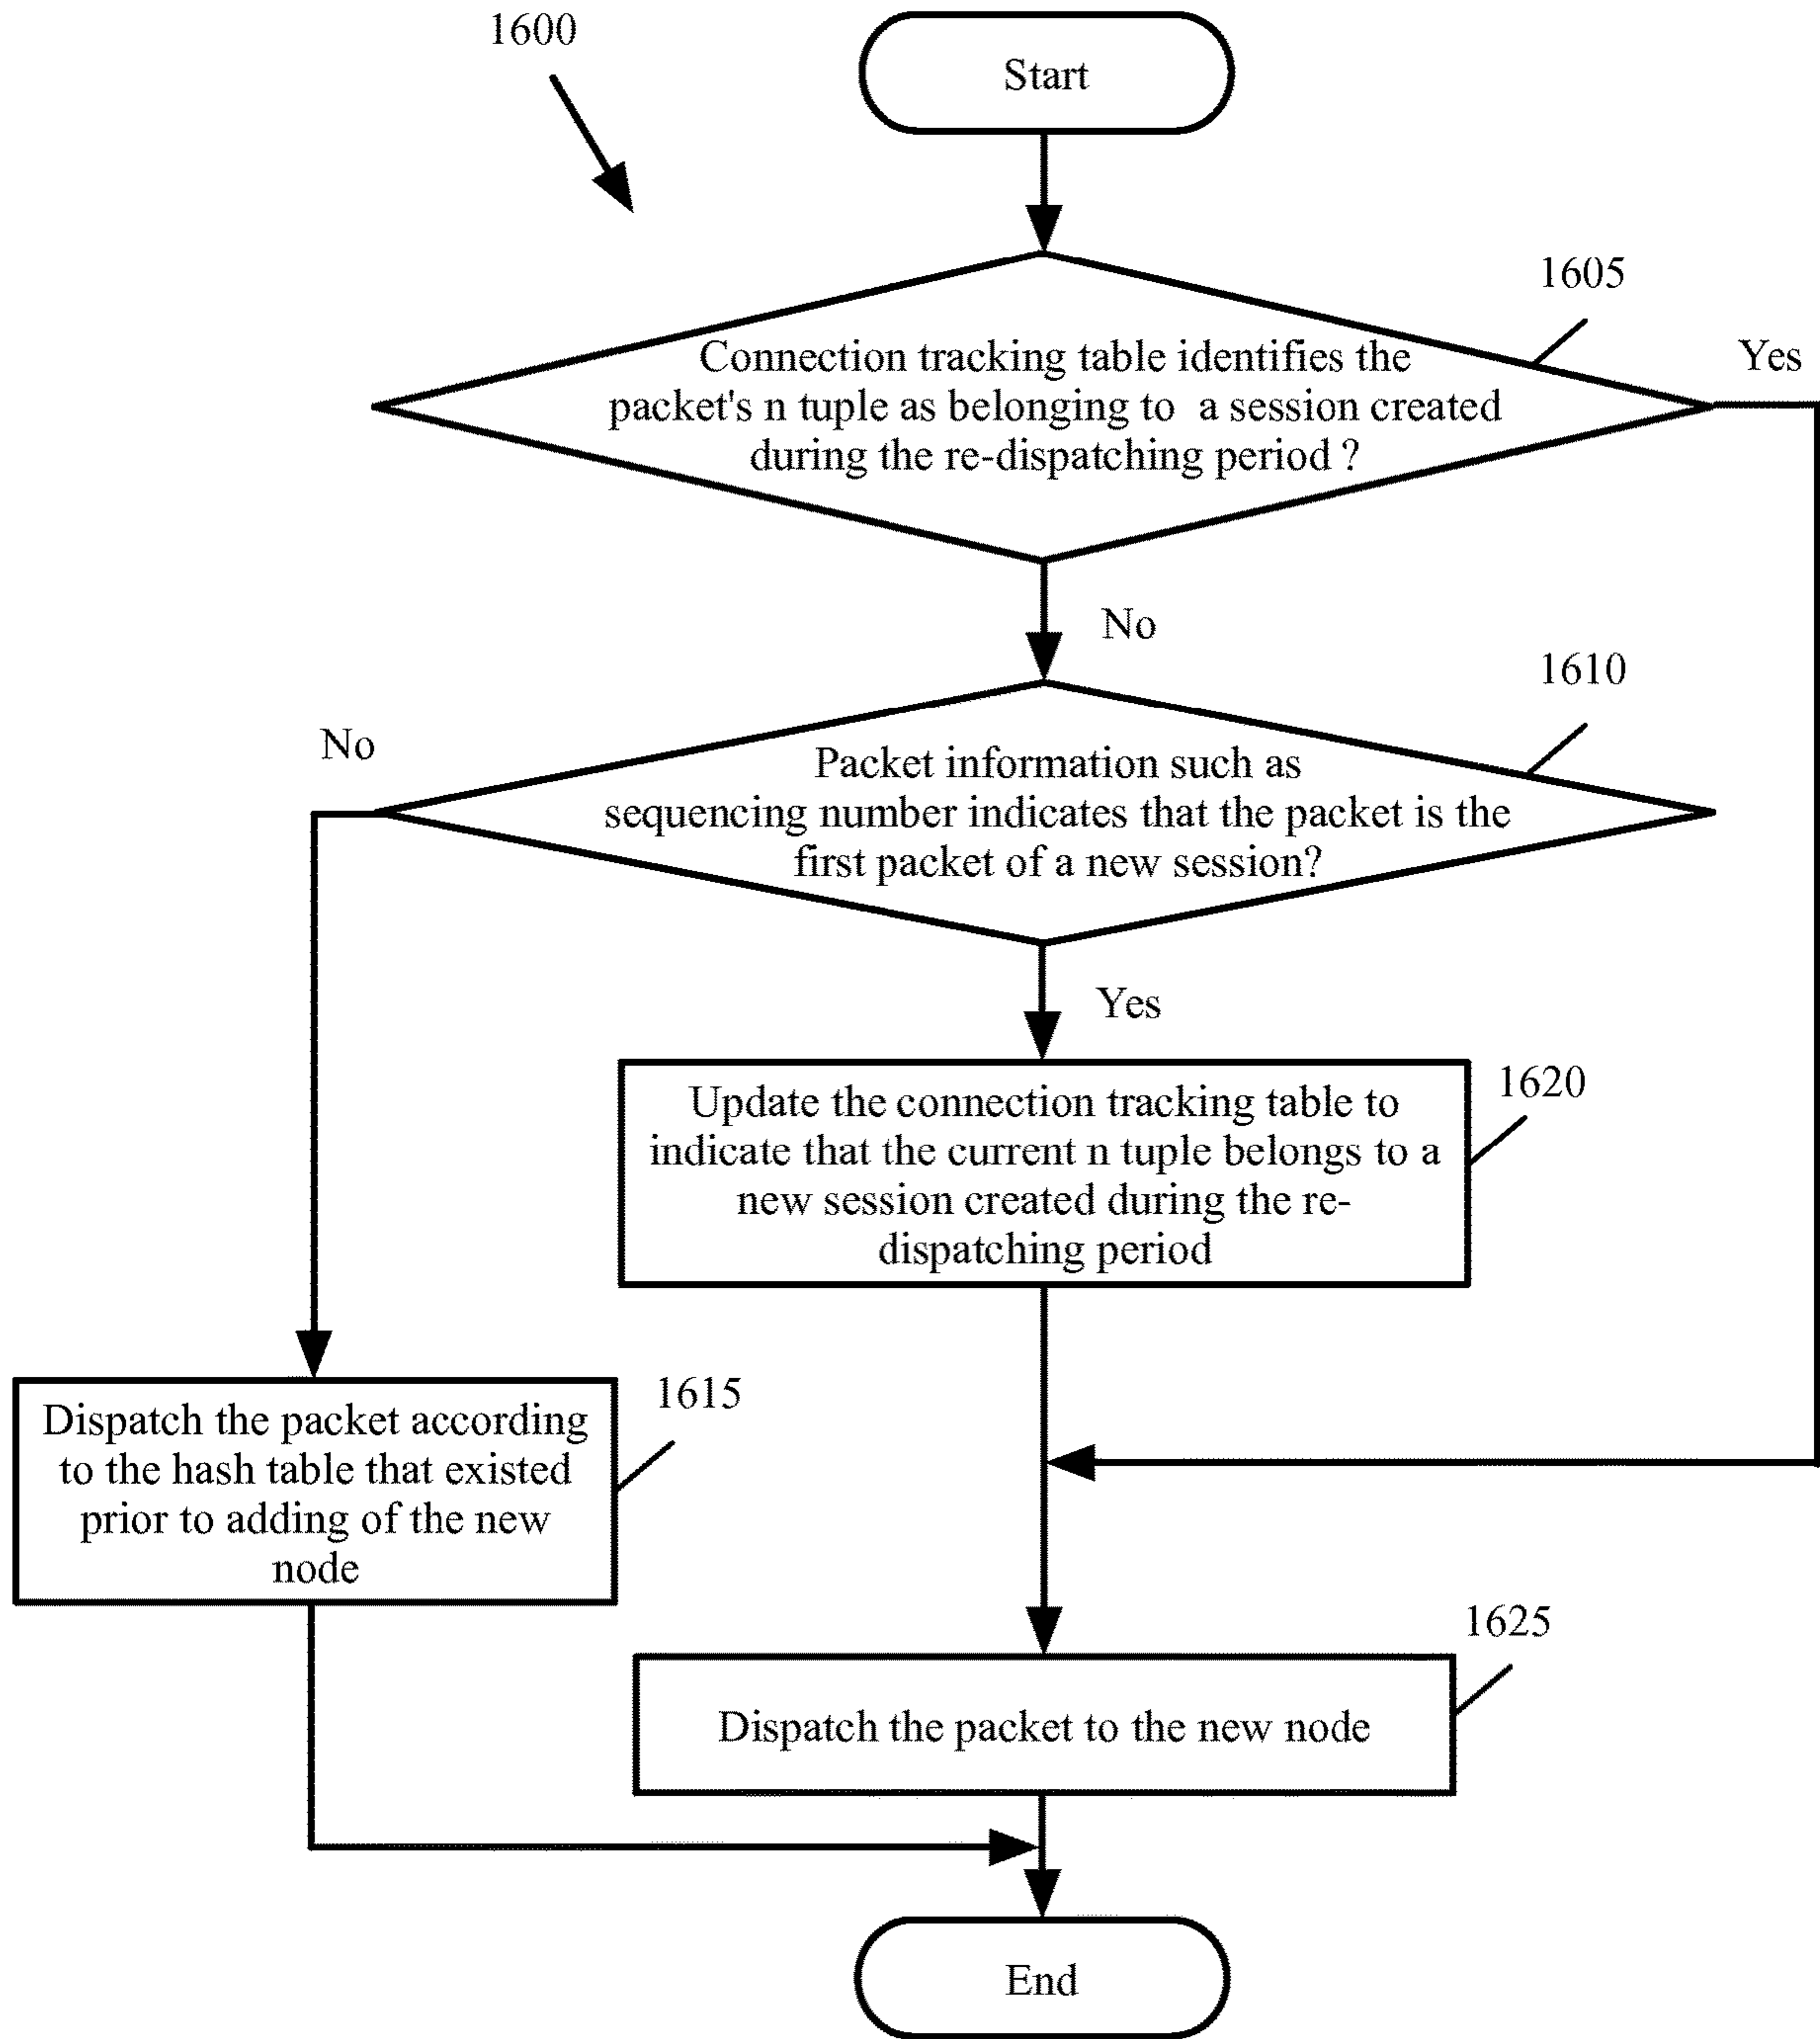 1600
Start
1605
Connection tracking table identifies the
packet's n tuple as belonging to a session created
during the re-dispatching period ?
Yes
No
1610
No
Packet information such as
sequencing number indicates that the packet is the
first packet of a new session?
Yes
1620
Update the connection tracking table to
indicate that the current n tuple belongs to a
new session created during the re-
dispatching period
1615
Dispatch the packet according
to the hash table that existed
prior to adding of the new
node
1625
Dispatch the packet to the new node
End